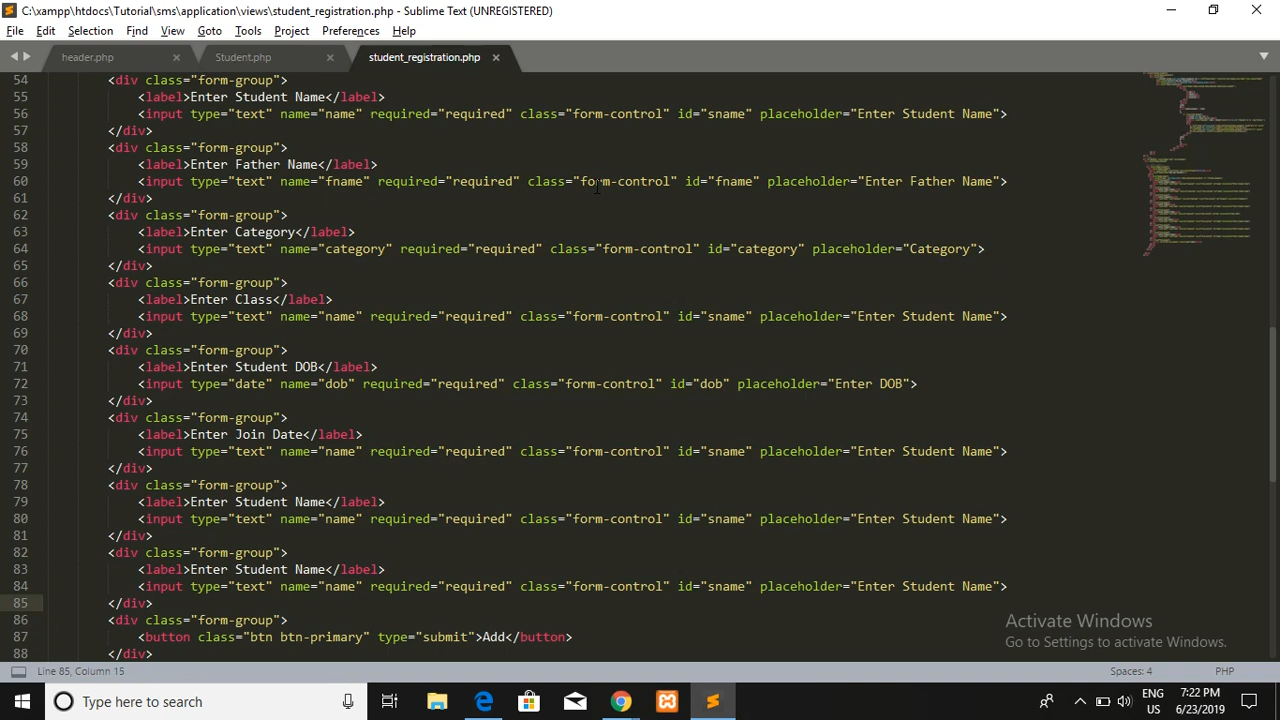 C:\xampp\htdocs\Tutorial\sms\application\views\student_registration.php - Sublime Text (UNREGISTERED)
File Edit Selection Find View Goto Tools Project Preferences Help
header.php Student.php student_registration.php
54 <div class="form-group">
55 <label>Enter Student Name</label>
56 <input type="text" name="name" required="required" class="form-control" id="sname" placeholder="Enter Student Name">
57 </div>
58 <div class="form-group">
59 <label>Enter Father Name</label>
60 <input type="text" name="fname" required="required" class="form-control" id="fname" placeholder="Enter Father Name">
61 </div>
62 <div class="form-group">
63 <label>Enter Category</label>
64 <input type="text" name="category" required="required" class="form-control" id="category" placeholder="Category">
65 </div>
66 <div class="form-group">
67 <label>Enter Class</label>
68 <input type="text" name="name" required="required" class="form-control" id="sname" placeholder="Enter Student Name">
69 </div>
70 <div class="form-group">
71 <label>Enter Student DOB</label>
72 <input type="date" name="dob" required="required" class="form-control" id="dob" placeholder="Enter DOB">
73 </div>
74 <div class="form-group">
75 <label>Enter Join Date</label>
76 <input type="text" name="name" required="required" class="form-control" id="sname" placeholder="Enter Student Name">
77 </div>
78 <div class="form-group">
79 <label>Enter Student Name</label>
80 <input type="text" name="name" required="required" class="form-control" id="sname" placeholder="Enter Student Name">
81 </div>
82 <div class="form-group">
83 <label>Enter Student Name</label>
84 <input type="text" name="name" required="required" class="form-control" id="sname" placeholder="Enter Student Name">
85 </div>
86 <div class="form-group">
87 <button class="btn btn-primary" type="submit">Add</button>
88 </div>
Activate Windows
Go to Settings to activate Windows.
Line 85, Column 15 Spaces: 4 PHP
Type here to search
ENG 7:22 PM
US 6/23/2019